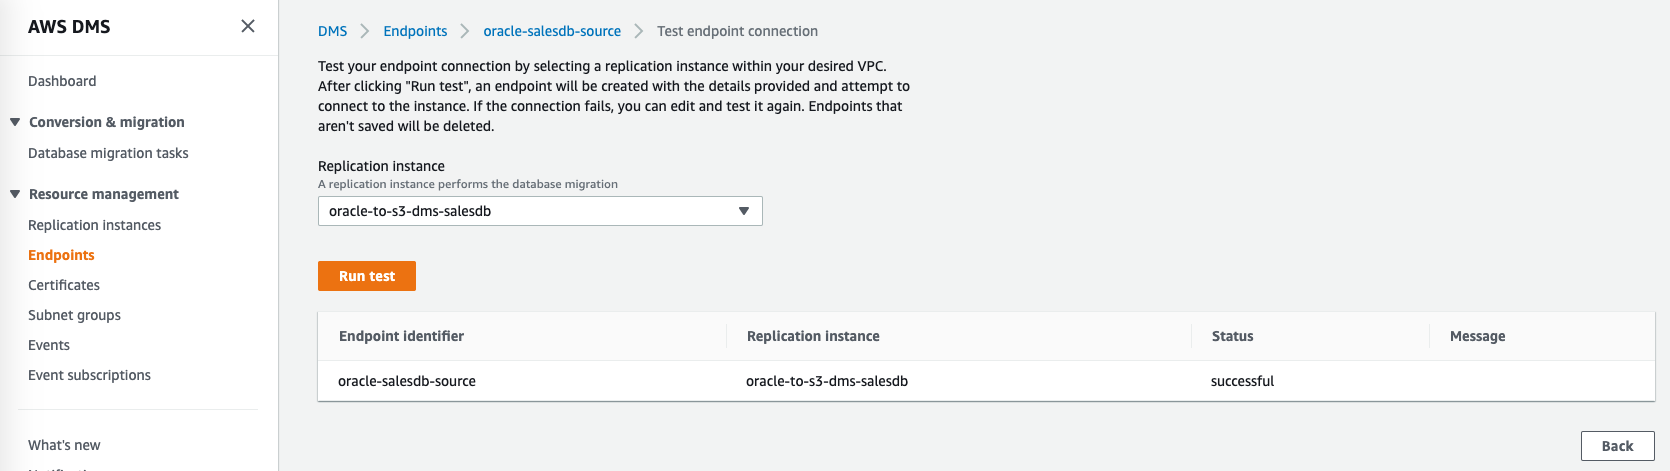 AWS DMS
Dashboard
Conversion & migration
Database migration tasks
Resource management
Replication instances
Endpoints
Certificates
Subnet groups
Events
Event subscriptions
What's new
DMS > Endpoints > oracle-salesdb-source > Test endpoint connection
Test your endpoint connection by selecting a replication instance within your desired VPC.
After clicking "Run test", an endpoint will be created with the details provided and attempt to
connect to the instance. If the connection fails, you can edit and test it again. Endpoints that
aren't saved will be deleted.
Replication instance
A replication instance performs the database migration
oracle-to-s3-dms-salesdb
Run test
Endpoint identifier Replication instance Status Message
oracle-salesdb-source oracle-to-s3-dms-salesdb successful
Back